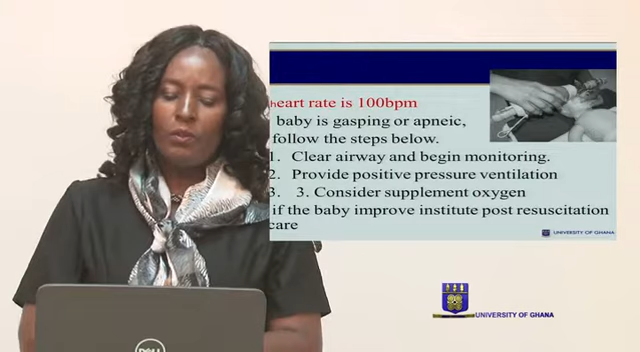 heart rate is 100bpm
baby is gasping or apneic,
follow the steps below.
1. Clear airway and begin monitoring.
2. Provide positive pressure ventilation
3. 3. Consider supplement oxygen
if the baby improve institute post resuscitation
care
UNIVERSITY OF GHANA
UNIVERSITY OF GHANA
DELL